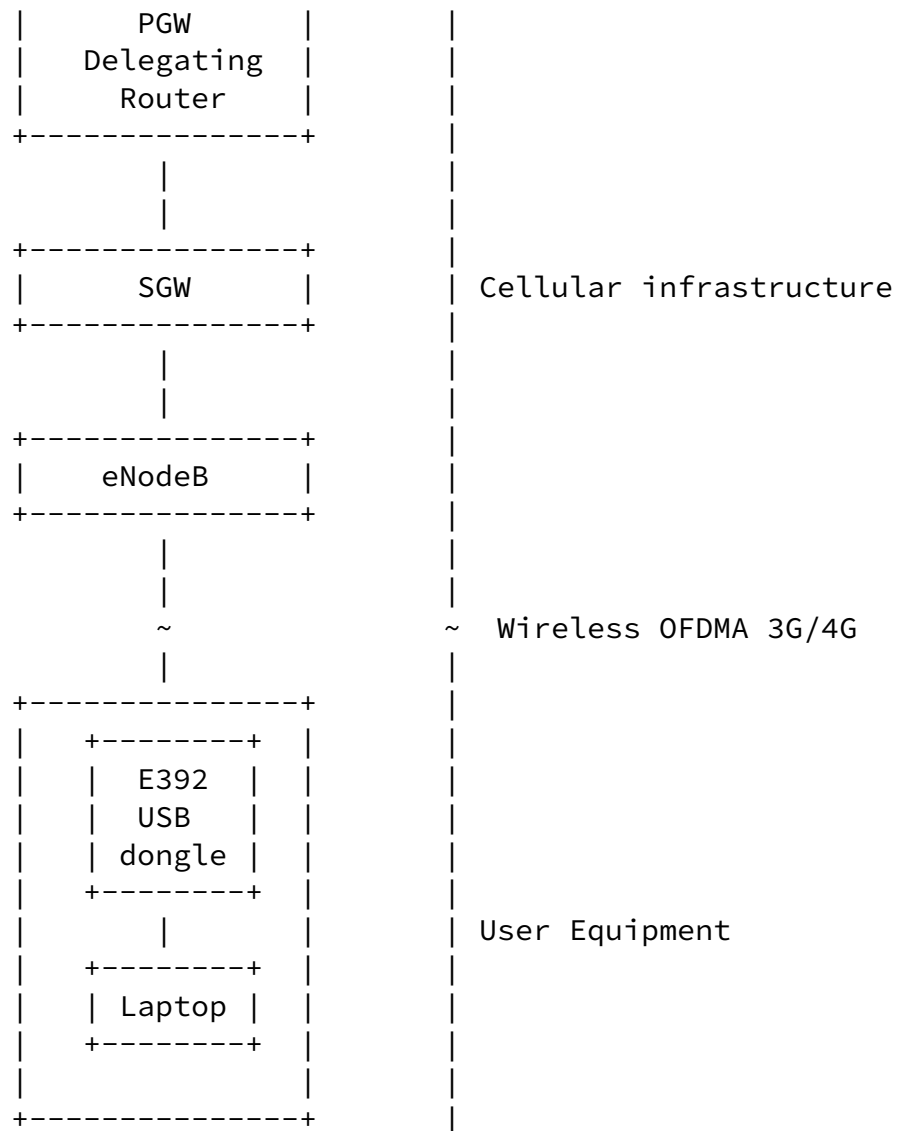 PGW
Delegating
Router
SGW
Cellular infrastructure
eNodeB
~ ~ Wireless OFDMA 3G/4G
E392
USB
dongle
User Equipment
Laptop